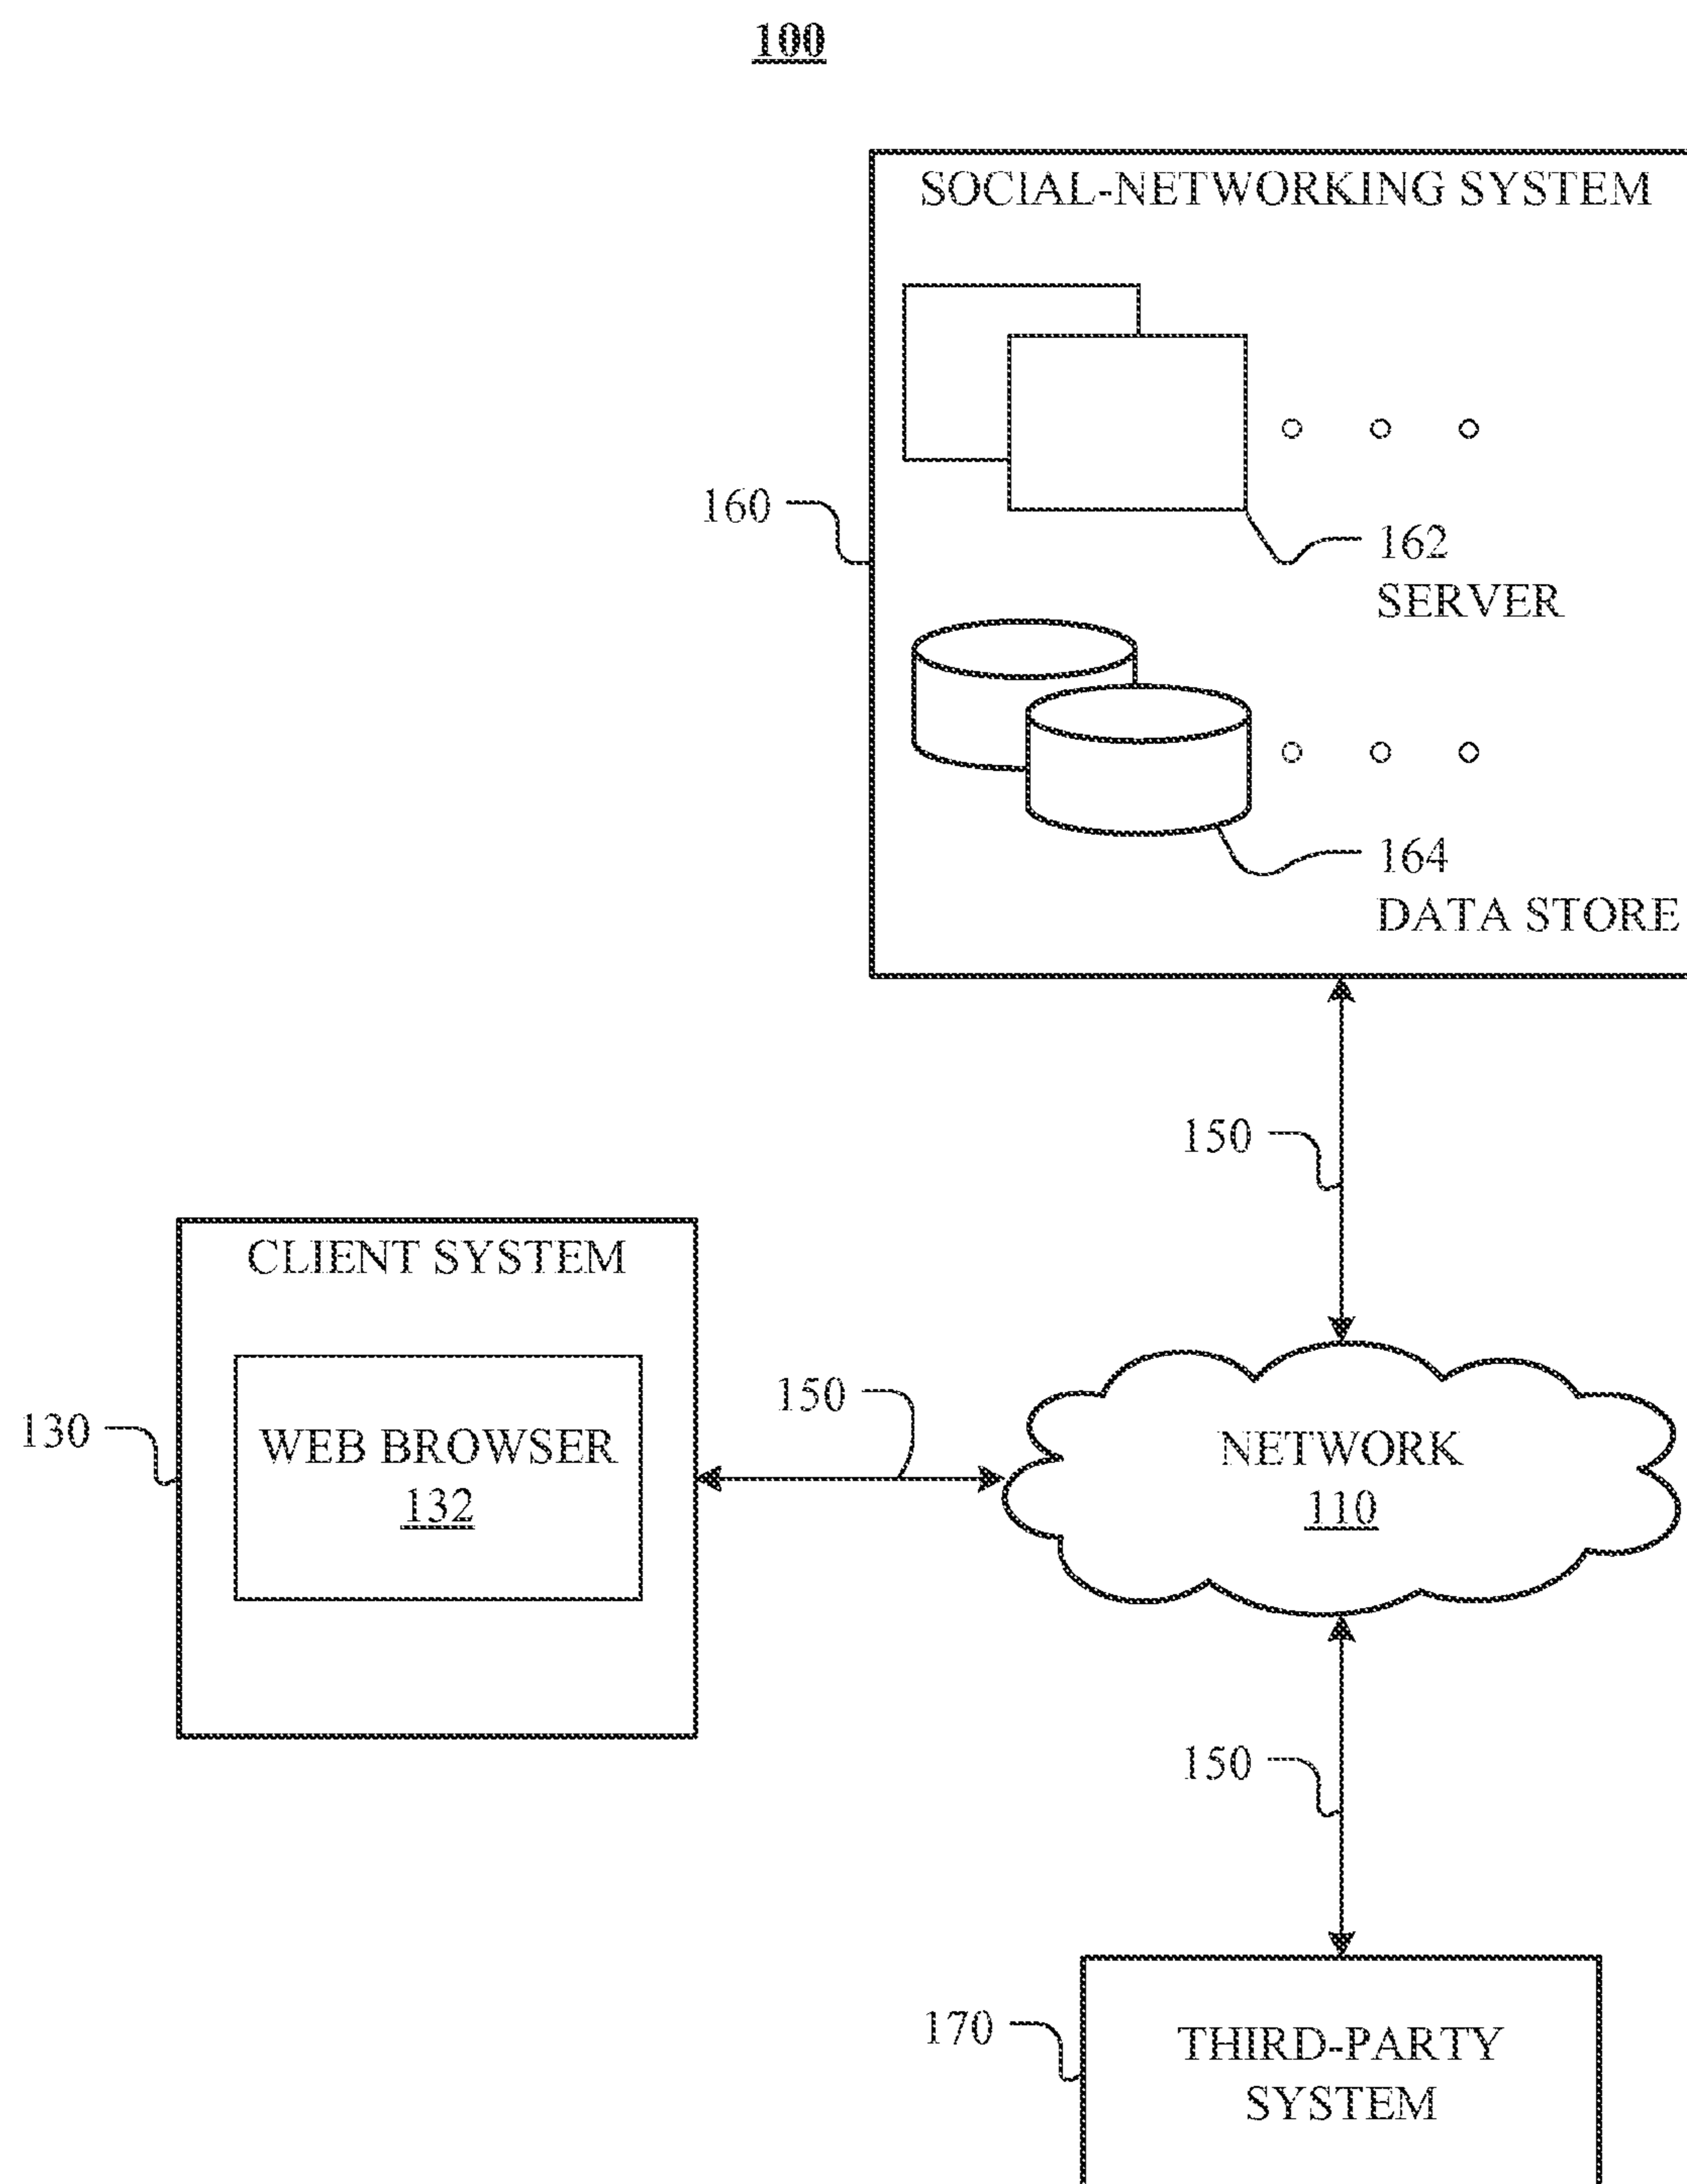 100
SOCIAL-NETWORKING SYSTEM
160
162
SERVER
164
DATA STORE
150
CLIENT SYSTEM
130
WEB BROWSER
132
150
NETWORK
110
150
170
THIRD-PARTY
SYSTEM